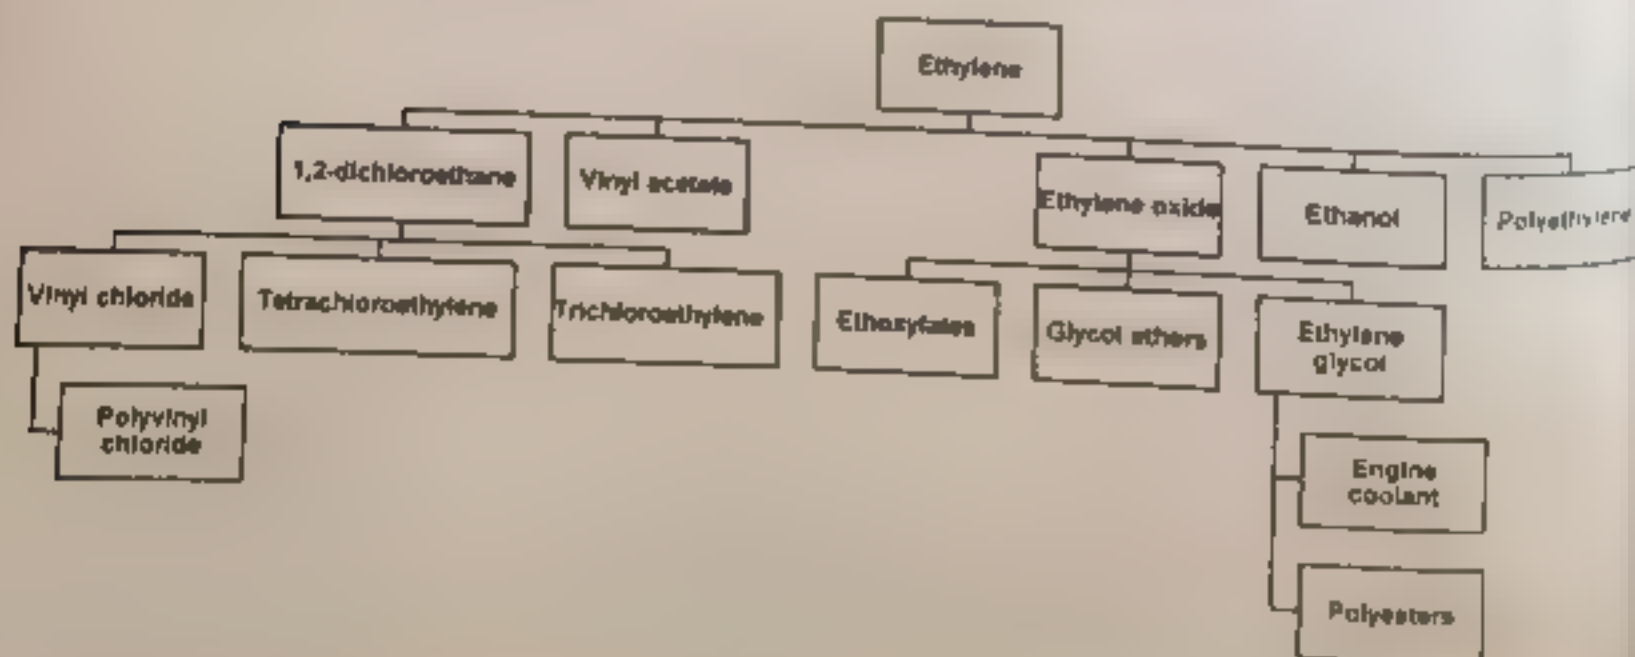 Ethylene
1,2-dichloroethane
Vinyl acetate
Ethylene oxide
Ethanol
Polyethylene
Vinyl chloride
Tetrachloroethylene
Trichloroethylene
Ethoxylates
Glycol ethers
Ethylene
glycol
Polyvinyl
chloride
Engine
coolant
Polyesters